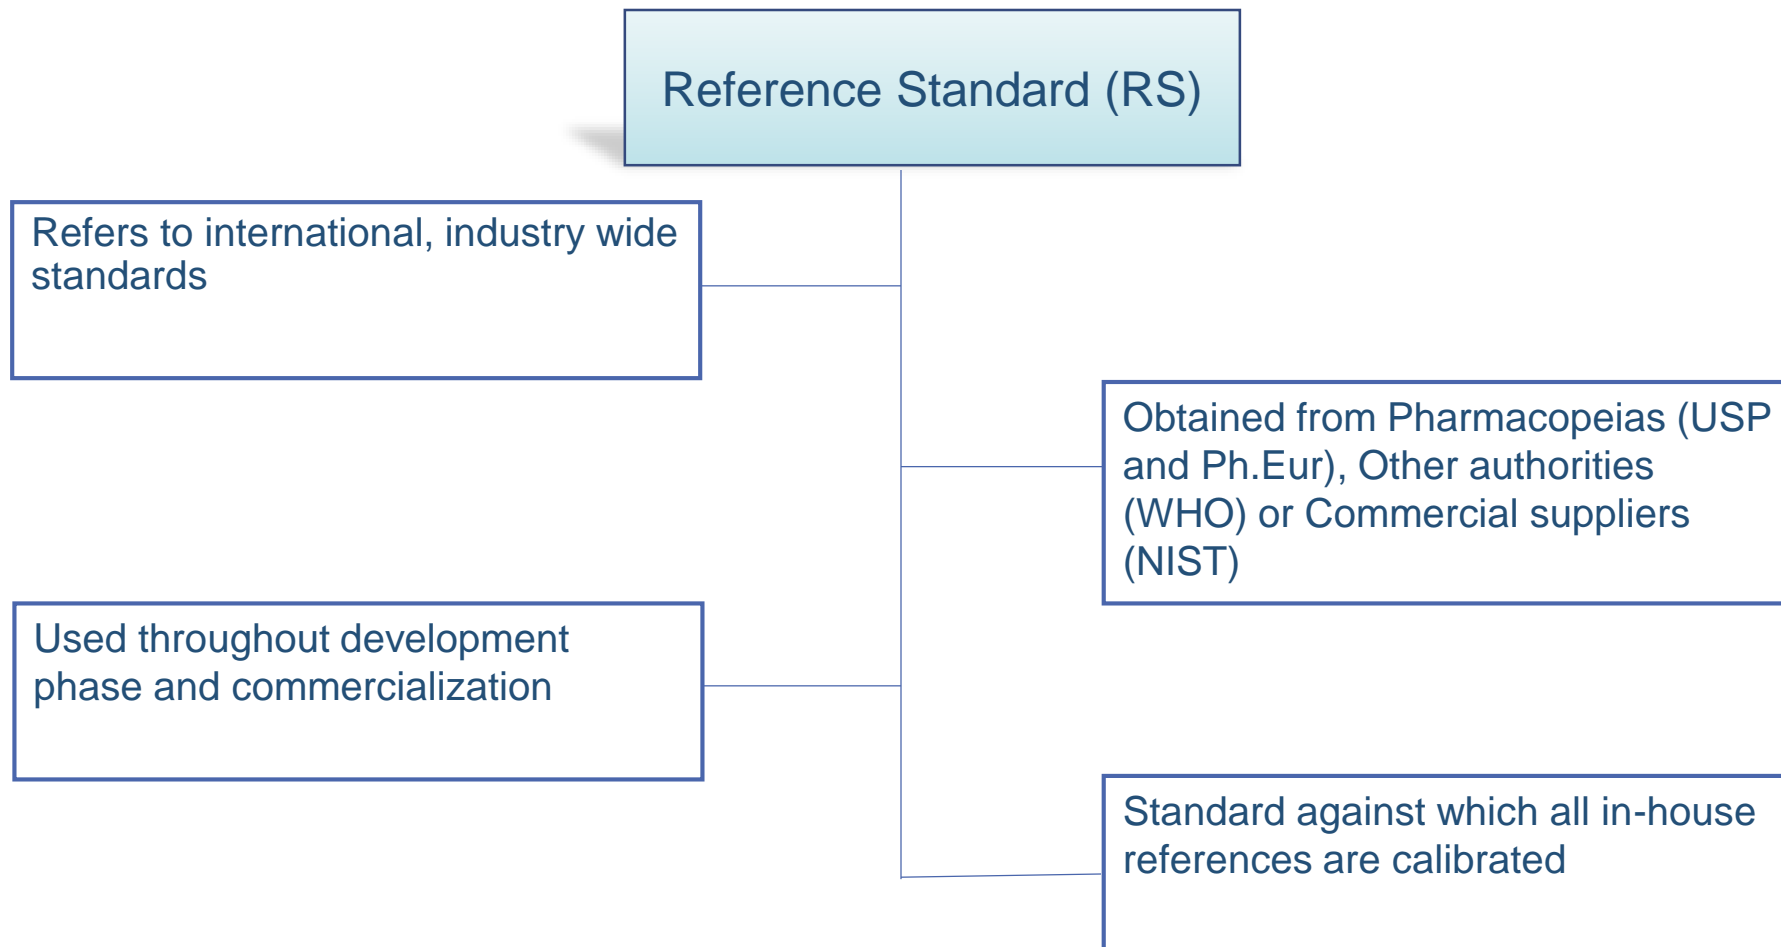 Reference Standard (RS)
Refers to international, industry wide
standards
Obtained from Pharmacopeias (USP
and Ph.Eur), Other authorities
(WHO) or Commercial suppliers
(NIST)
Used throughout development
phase and commercialization
Standard against which all in-house
references are calibrated